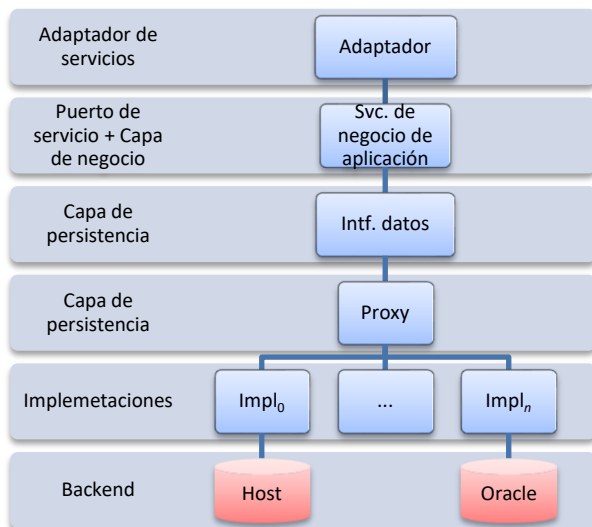 Adaptador de
servicios
Adaptador
Puerto de
servicio + Capa
de negocio
Svc. de
negocio de
aplicación
Capa de
persistencia
Intf. datos
Capa de
persistencia
Proxy
Implemetaciones
Impl₀
...
Implₙ
Backend
Host
Oracle